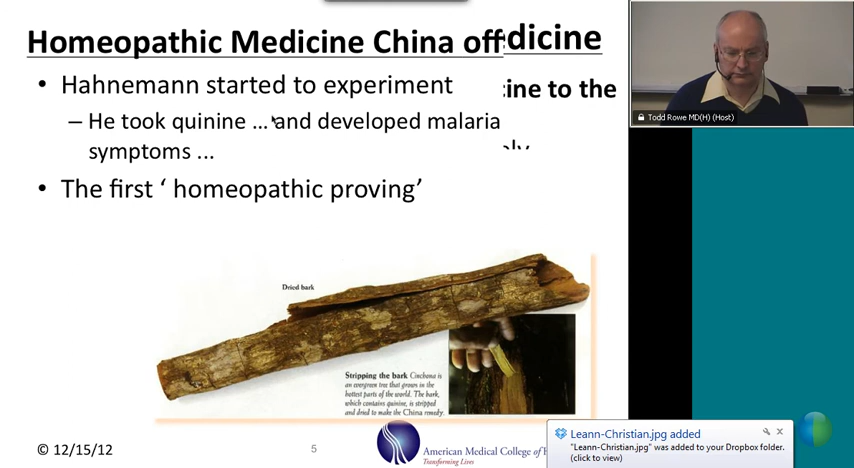 Homeopathic Medicine China off
dicine
• Hahnemann started to experiment
cine to the
– He took quinine ... and developed malaria
symptoms ...
• The first ‘ homeopathic proving’
Dried bark
Stripping the bark Cinchona is
an evergreen tree that grows in the
hottest parts of the world. The bark,
which contains quinine, is stripped
and dried to make the China remedy.
© 12/15/12
5
American Medical College of
Transforming Lives
Todd Rowe MD(H) (Host)
Leann-Christian.jpg added
"Leann-Christian.jpg" was added to your Dropbox folder.
(click to view)